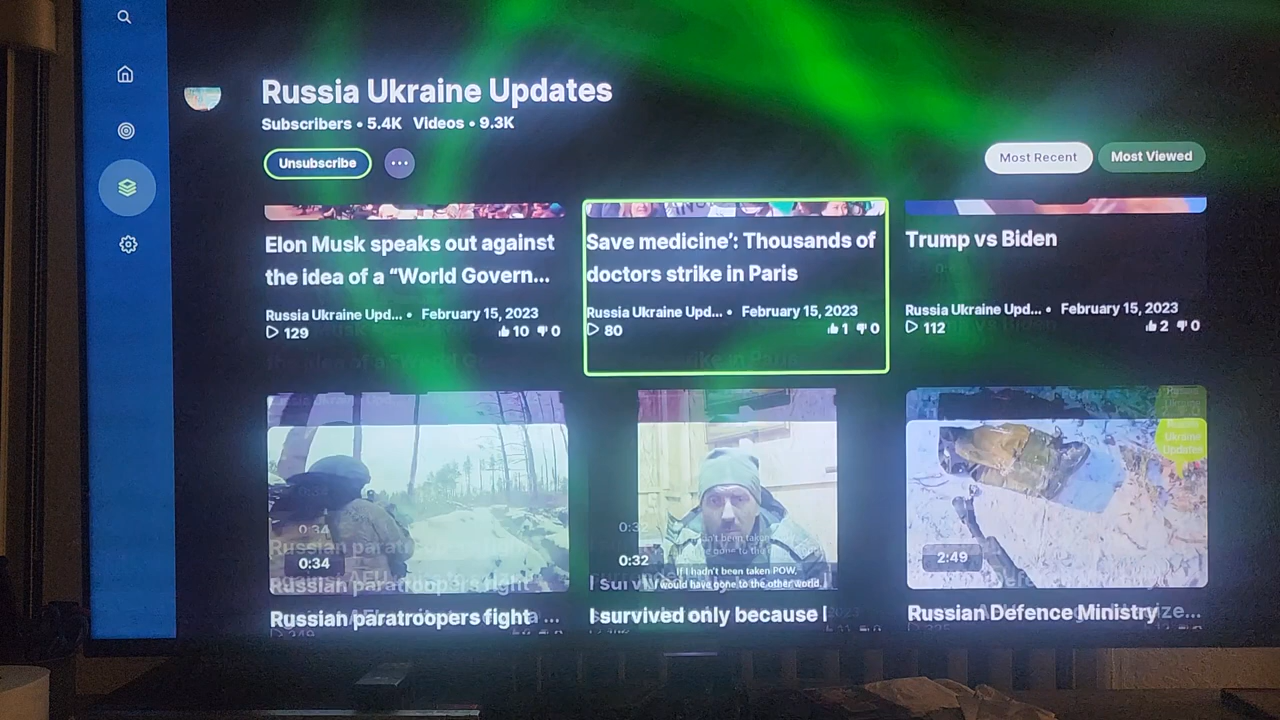 Russia Ukraine Updates
Subscribers • 5.4K Videos • 9.3K
Unsubscribe
Most Recent
Most Viewed
Elon Musk speaks out against
the idea of a “World Govern...
Russia Ukraine Upd... • February 15, 2023
129
10 0
Save medicine’: Thousands of
doctors strike in Paris
Russia Ukraine Upd... • February 15, 2023
80
1 0
Trump vs Biden
Russia Ukraine Upd... • February 15, 2023
112
2 0
0:34
Russian paratroopers fight a ...
0:32
If I hadn't been taken POW,
I would have gone to the other world.
I survived only because I
Russia
Ukraine
Updates
2:49
Russian Defence Ministry